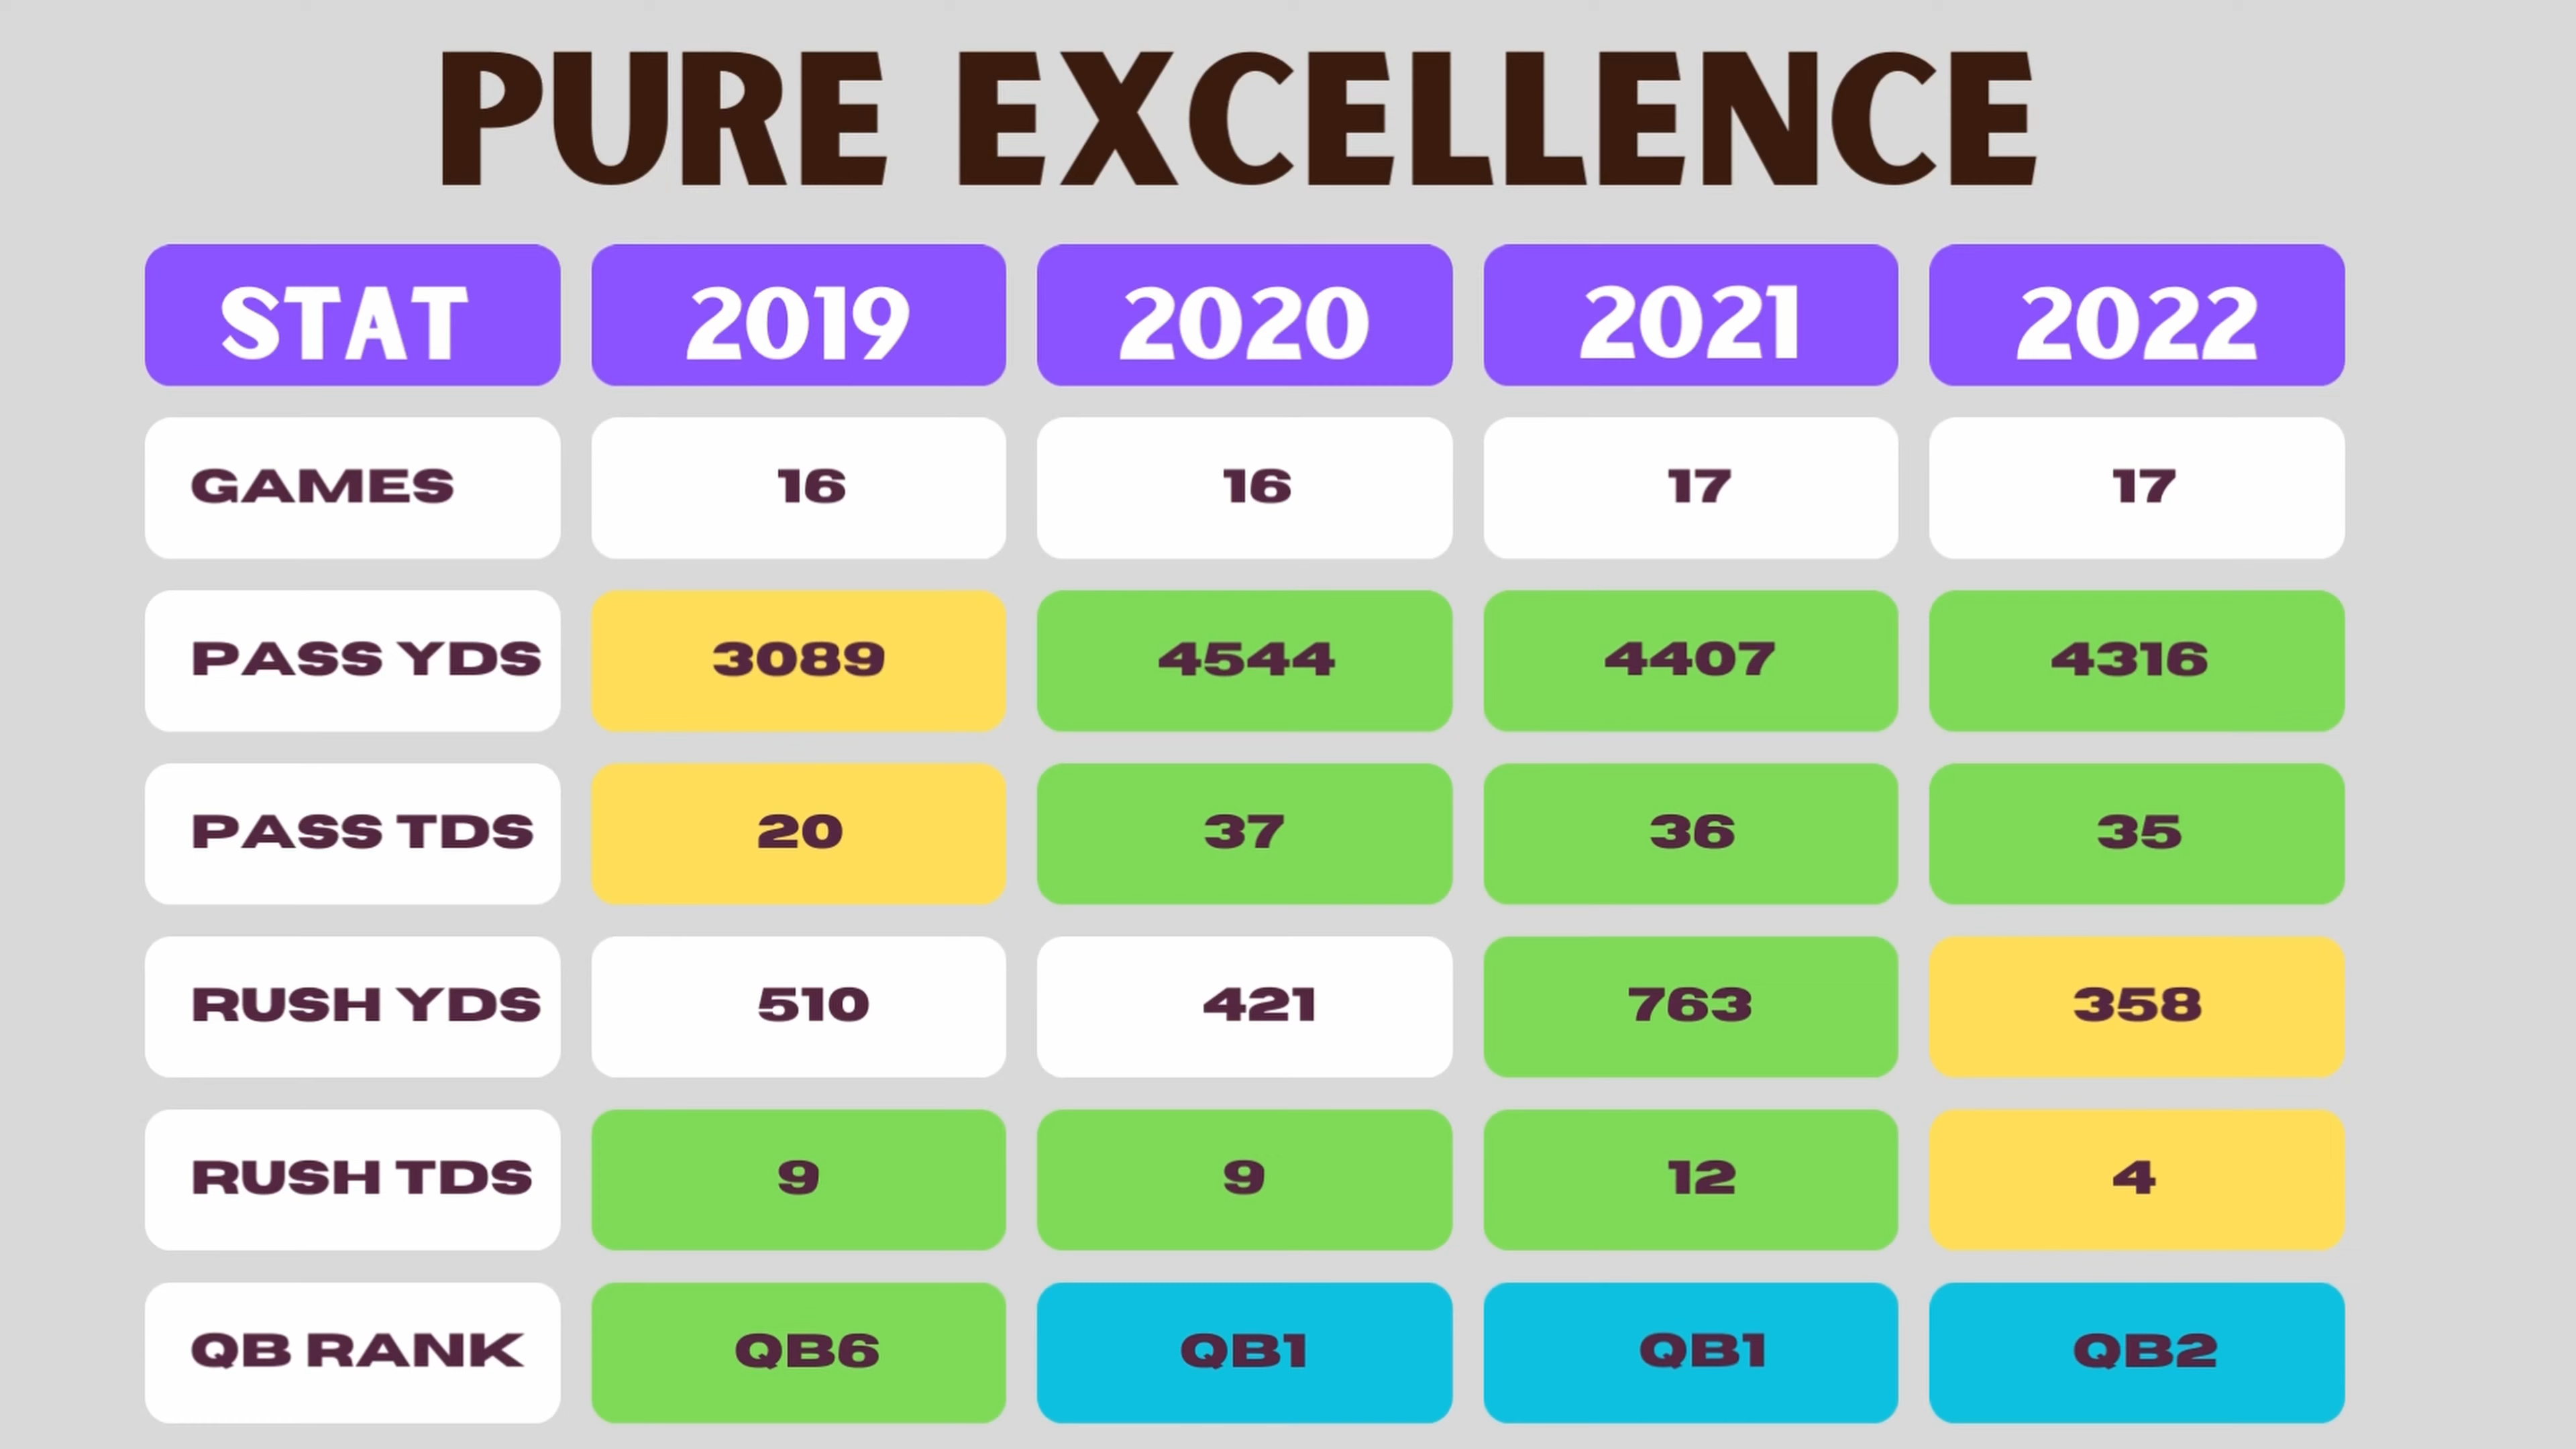 PURE EXCELLENCE
STAT 2019 2020 2021 2022
GAMES 16 16 17 17
PASS YDS 3089 4544 4407 4316
PASS TDS 20 37 36 35
RUSH YDS 510 421 763 358
RUSH TDS 9 9 12 4
QB RANK QB6 QB1 QB1 QB2